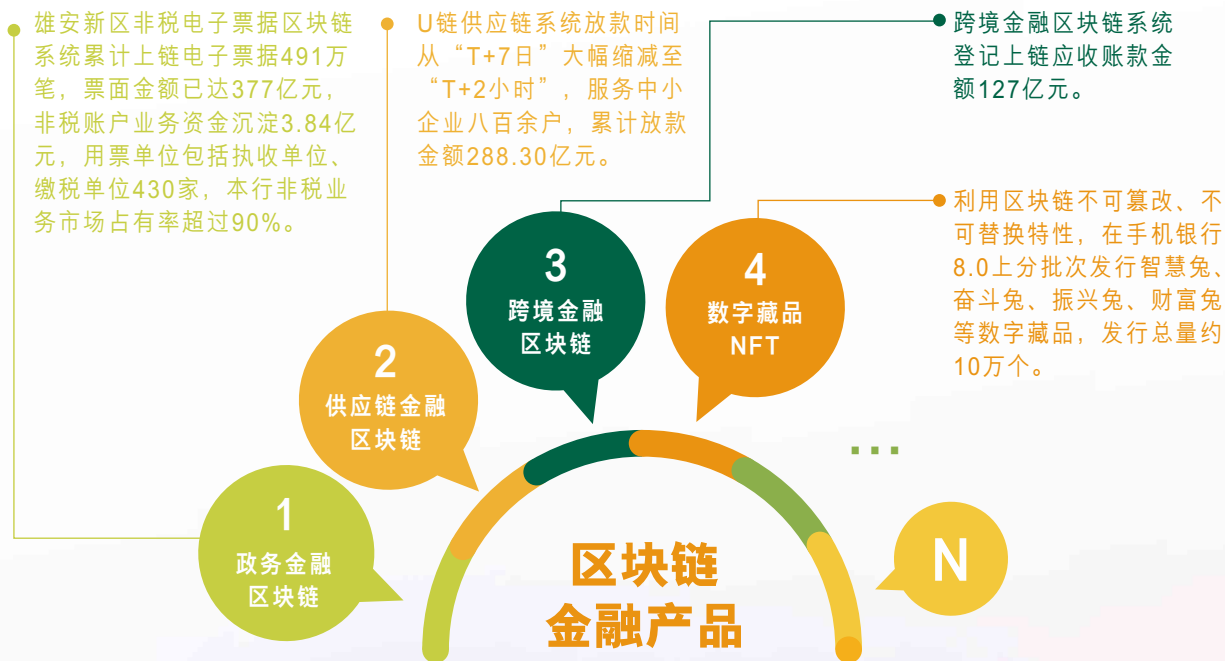 雄安新区非税电子票据区块链
系统累计上链电子票据491万
笔，票面金额已达377亿元，
非税账户业务资金沉淀3.84亿
元，用票单位包括执收单位、
缴税单位430家，本行非税业
务市场占有率超过90%。
U链供应链系统放款时间
从“T+7日”大幅缩减至
“T+2小时”，服务中小
企业八百余户，累计放款
金额288.30亿元。
跨境金融区块链系统
登记上链应收账款金
额127亿元。
利用区块链不可篡改、不
可替换特性，在手机银行
8.0上分批次发行智慧兔、
奋斗兔、振兴兔、财富兔
等数字藏品，发行总量约
10万个。
1
政务金融
区块链
2
供应链金融
区块链
3
跨境金融
区块链
4
数字藏品
NFT
...
N
区块链
金融产品